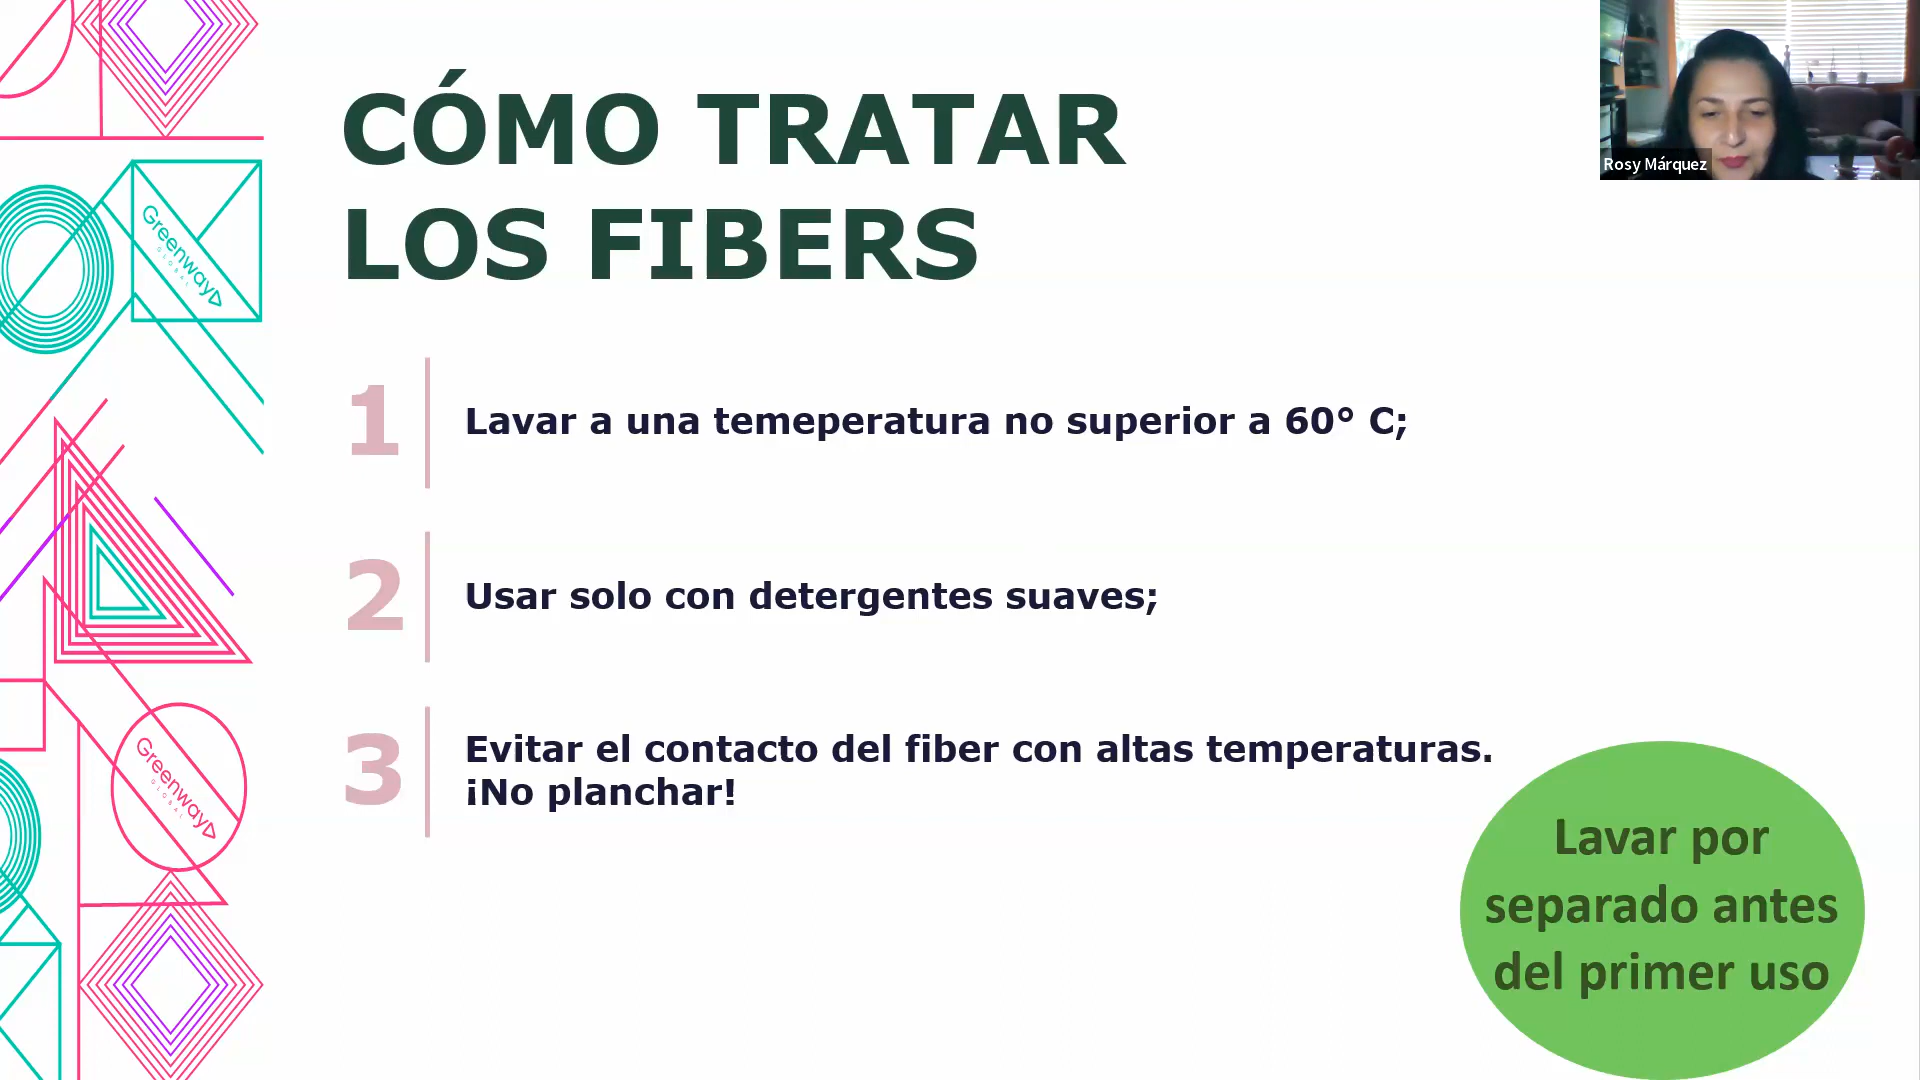 CÓMO TRATAR
LOS FIBERS
Rosy Márquez
Greenway
GLOBAL
1
Lavar a una temeperatura no superior a 60° C;
2
Usar solo con detergentes suaves;
3
Evitar el contacto del fiber con altas temperaturas.
¡No planchar!
Greenway
GLOBAL
Lavar por
separado antes
del primer uso